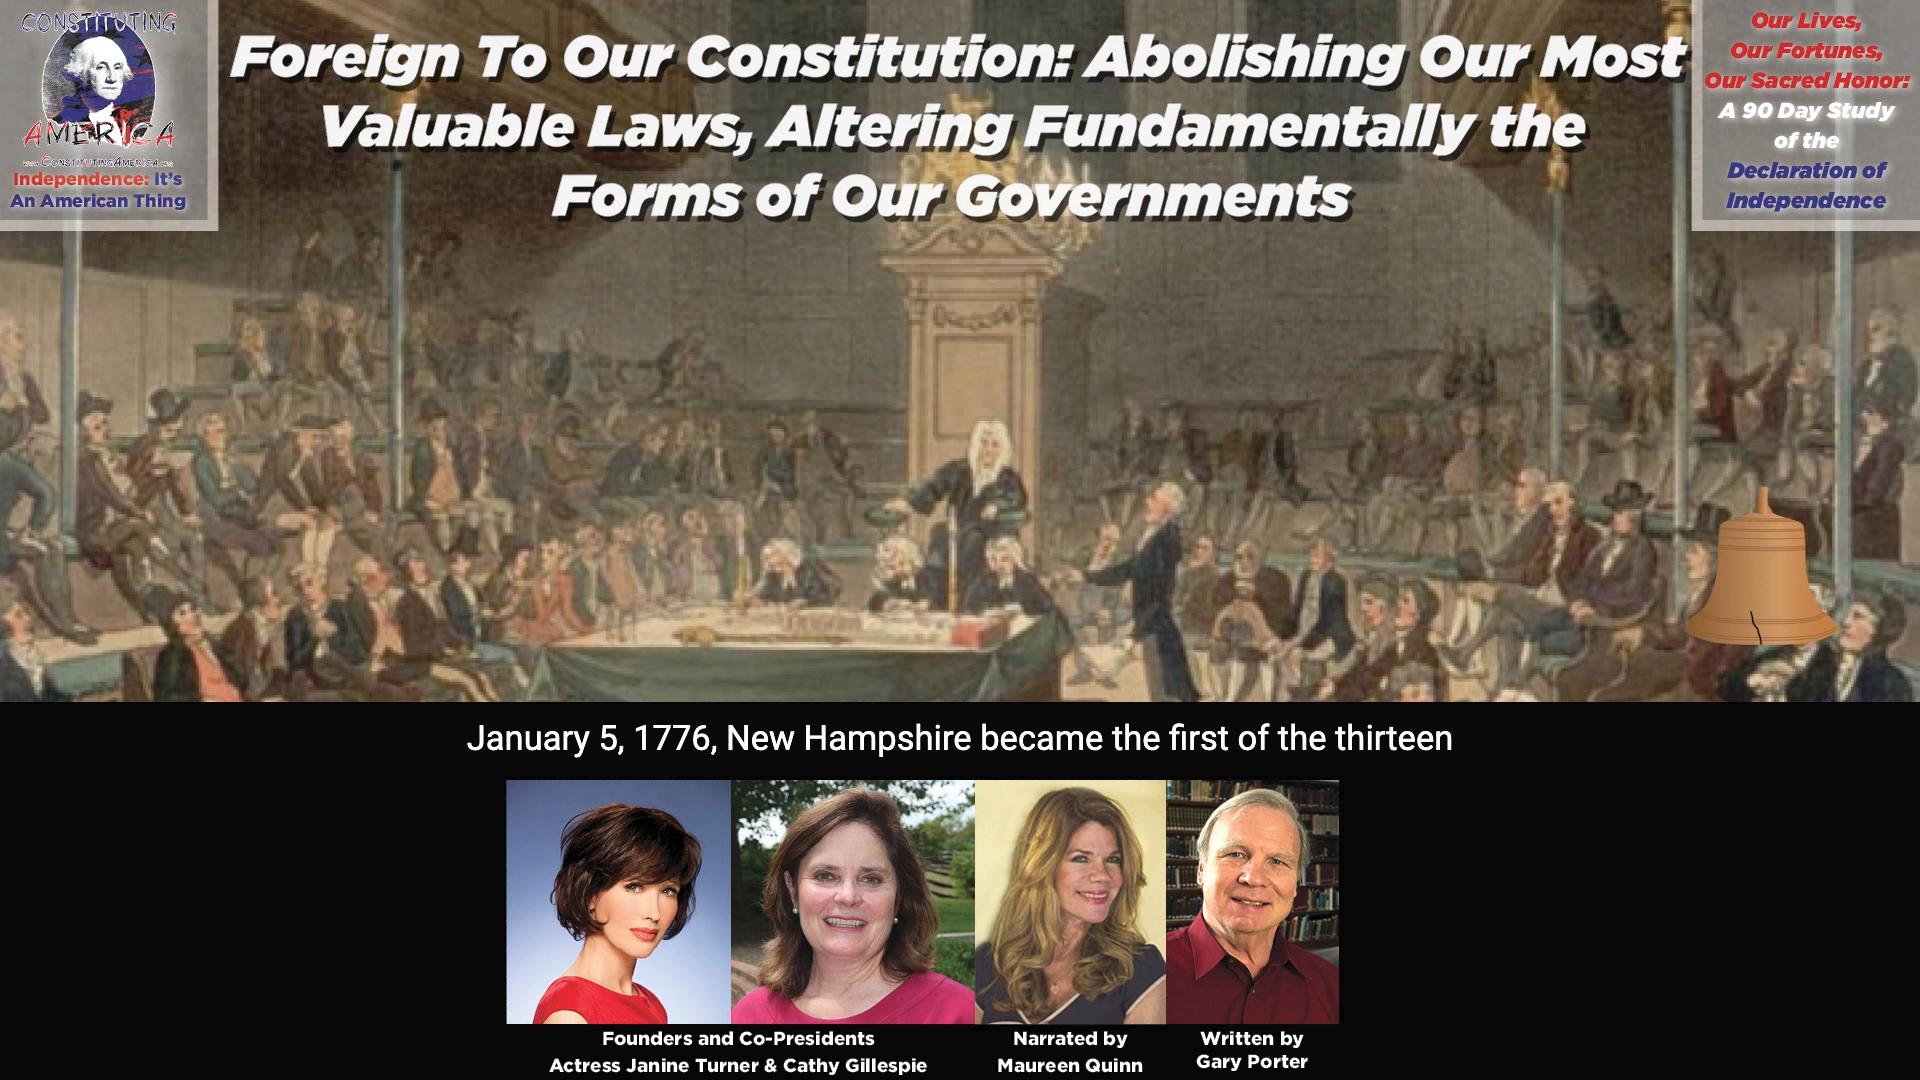 CONSTITUTING
AMERICA
www.ConstitutingAmerica.org
Independence: It's
An American Thing
Foreign To Our Constitution: Abolishing Our Most
Valuable Laws, Altering Fundamentally the
Forms of Our Governments
Our Lives,
Our Fortunes,
Our Sacred Honor:
A 90 Day Study
of the
Declaration of
Independence
January 5, 1776, New Hampshire became the first of the thirteen
Founders and Co-Presidents
Actress Janine Turner & Cathy Gillespie
Narrated by
Maureen Quinn
Written by
Gary Porter